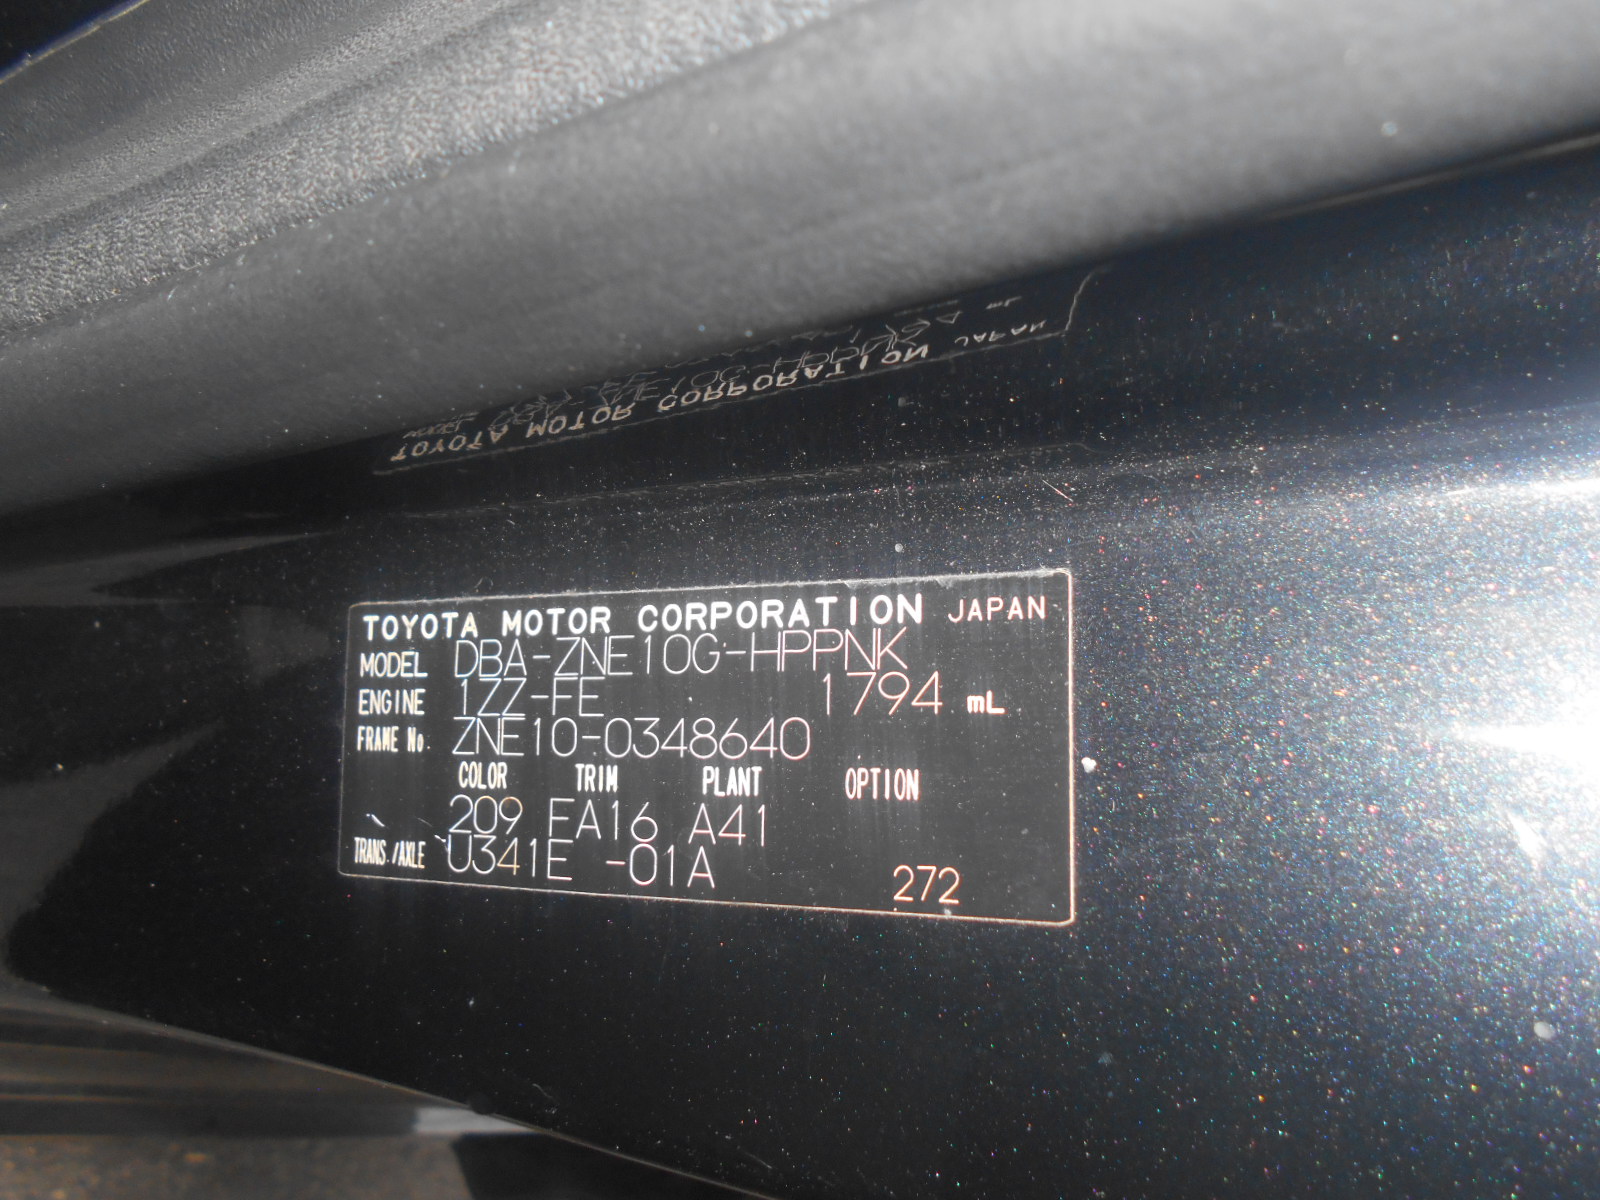 TOYOTA MOTOR CORPORATION JAPAN
MODEL DBA-ZNE10G-HPPNK
ENGINE 1ZZ-FE 1794 mL
FRAME No. ZNE10-0348640
COLOR TRIM PLANT OPTION
209 FA16 A41
TRANS./AXLE U341E -01A 272